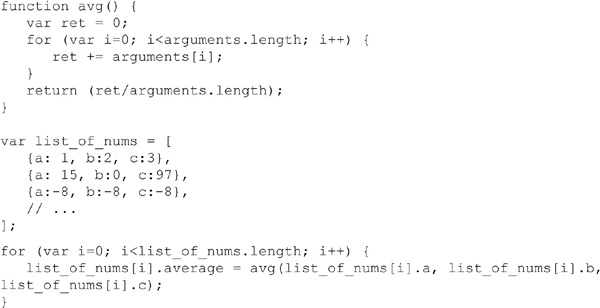 function avg() {
   var ret = 0;
   for (var i=0; i<arguments.length; i++) {
      ret += arguments[i];
   }
   return (ret/arguments.length);
}

var list_of_nums = [
   {a: 1, b:2, c:3},
   {a: 15, b:0, c:97},
   {a:-8, b:-8, c:-8},
   // ...
];
for (var i=0; i<list_of_nums.length; i++) {
   list_of_nums[i].average = avg(list_of_nums[i].a, list_of_nums[i].b,
list_of_nums[i].c);
}